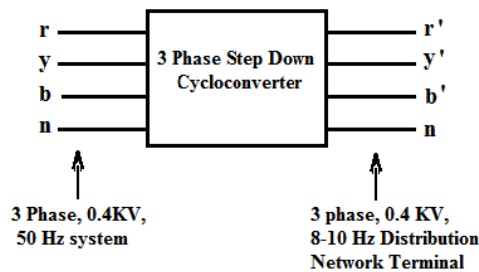 r
y
b
n
3 Phase Step Down
Cycloconverter
r'
y'
b'
n
3 Phase, 0.4KV,
50 Hz system
3 phase, 0.4 KV,
8-10 Hz Distribution
Network Terminal